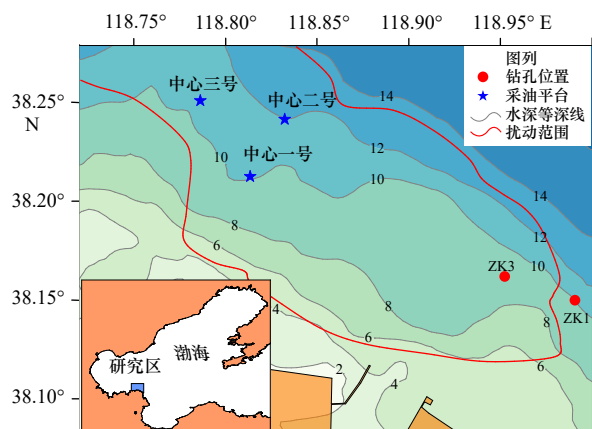 118.75° 118.80° 118.85° 118.90° 118.95° E
图列
钻孔位置
采油平台
水深等深线
扰动范围
38.25°
N
38.20°
38.15°
38.10°
中心三号
中心二号
中心一号
14
12
10
10
8
6
14
12
10
ZK3
ZK1
8
8
6
6
4
2
4
渤海
研究区